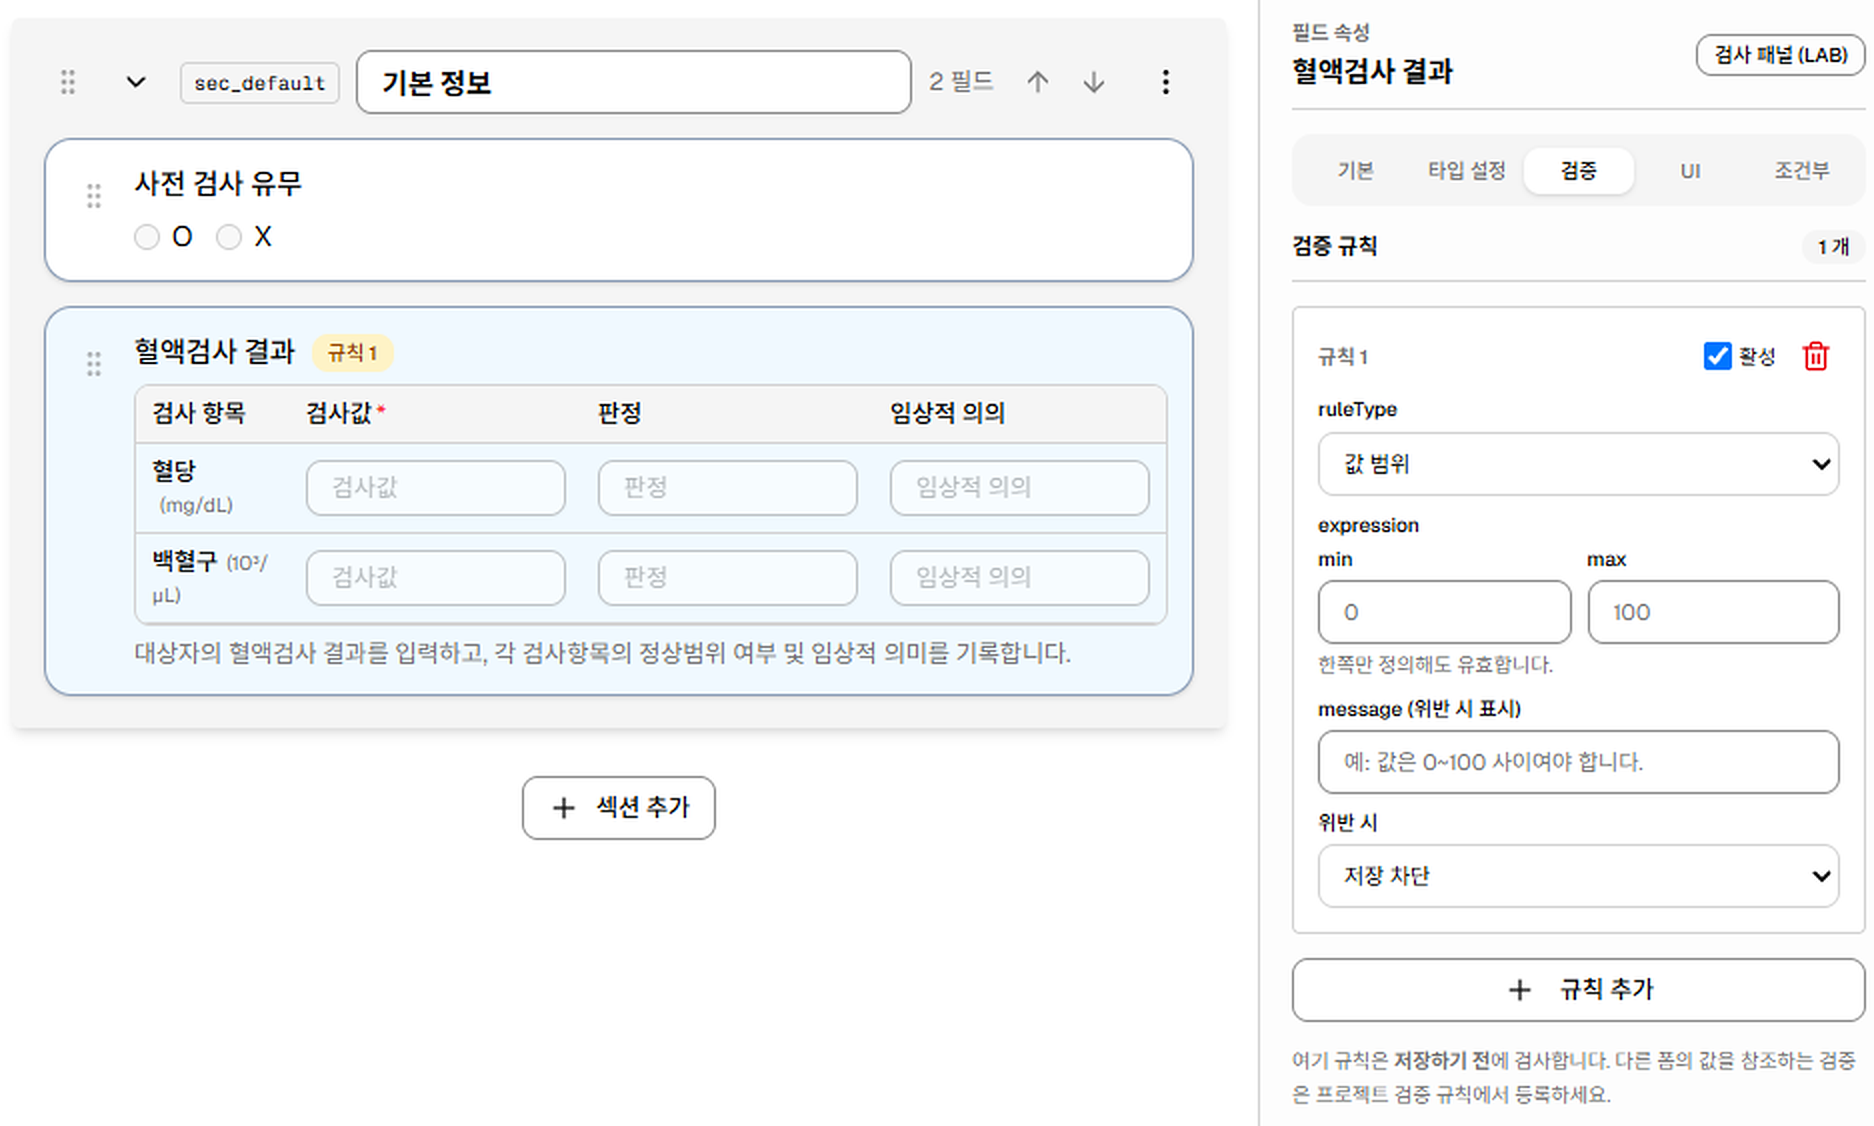 sec_default
기본 정보
2 필드
사전 검사 유무
O X
혈액검사 결과 규칙 1
검사 항목 검사값* 판정 임상적 의의
혈당
(mg/dL)
검사값 판정 임상적 의의
백혈구 (10³/
μL)
검사값 판정 임상적 의의
대상자의 혈액검사 결과를 입력하고, 각 검사항목의 정상범위 여부 및 임상적 의미를 기록합니다.
+ 섹션 추가
필드 속성
혈액검사 결과
검사 패널 (LAB)
기본 타입 설정 검증 UI 조건부
검증 규칙 1 개
규칙 1 활성
ruleType
값 범위
expression
min max
0 100
한쪽만 정의해도 유효합니다.
message (위반 시 표시)
예: 값은 0~100 사이여야 합니다.
위반 시
저장 차단
+ 규칙 추가
여기 규칙은 저장하기 전에 검사합니다. 다른 폼의 값을 참조하는 검증
은 프로젝트 검증 규칙에서 등록하세요.